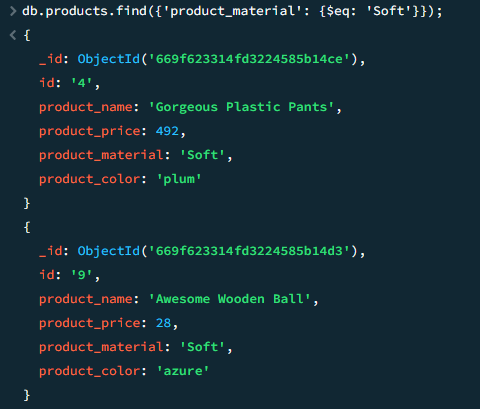 > db.products.find({'product_material': {$eq: 'Soft'}});
< {
_id: ObjectId('669f623314fd3224585b14ce'),
id: '4',
product_name: 'Gorgeous Plastic Pants',
product_price: 492,
product_material: 'Soft',
product_color: 'plum'
}
{
_id: ObjectId('669f623314fd3224585b14d3'),
id: '9',
product_name: 'Awesome Wooden Ball',
product_price: 28,
product_material: 'Soft',
product_color: 'azure'
}